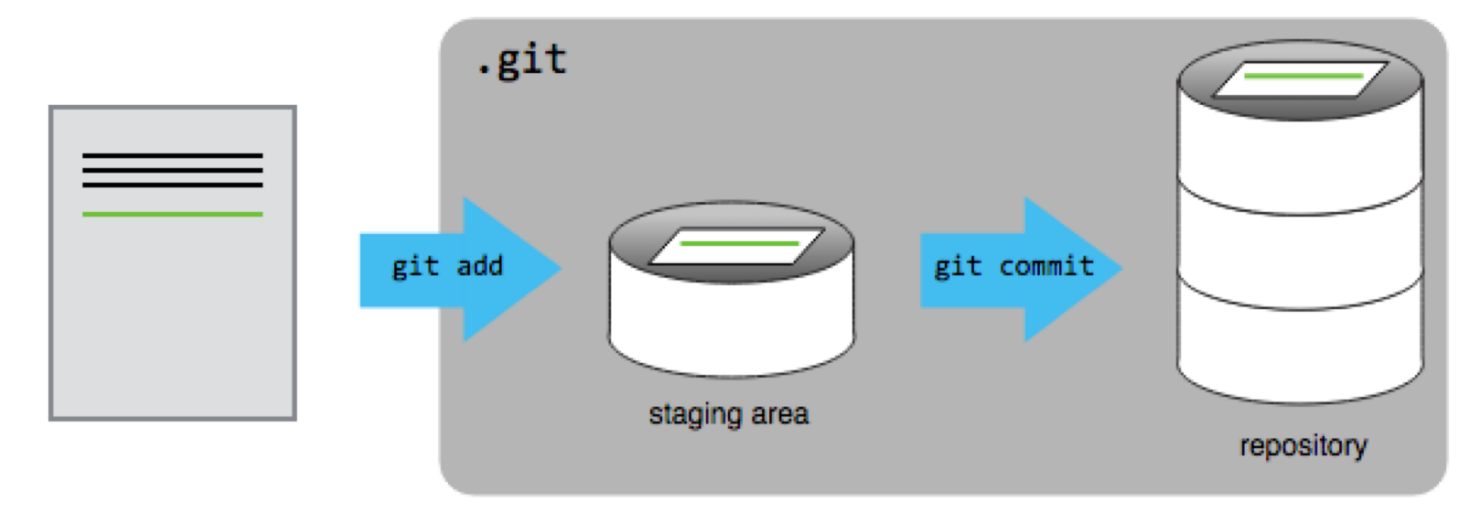 .git
git add
git commit
staging area
repository